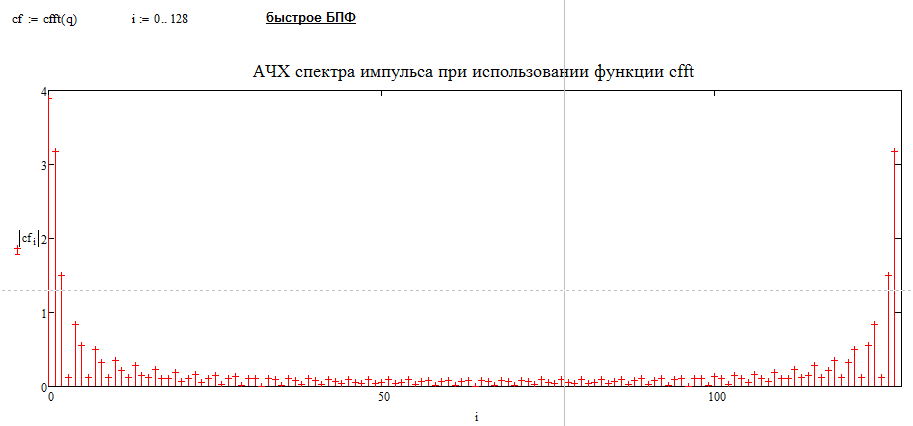 cf := cfft(q) i := 0.. 128 быстрое БПФ
АЧХ спектра импульса при использовании функции cfft
4
3
|cf i| 2
1
0
0 50 100
i